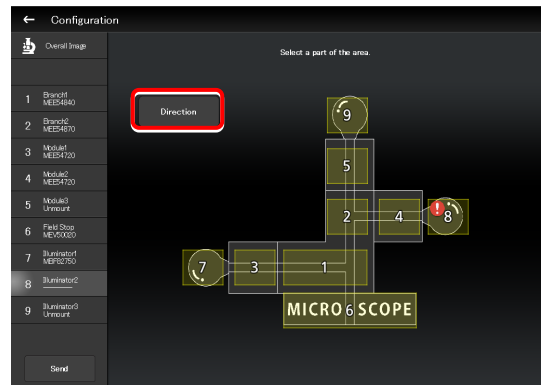 ← Configuration
Overall Image
Select a part of the area.
1 Branch1
MEE54840
2 Branch2
MEE54870
3 Module1
MEE54720
4 Module2
MEE54720
5 Module3
Unmount
6 Field Stop
MEV50020
7 Illuminator1
MBF82750
8 Illuminator2
9 Illuminator3
Unmount
Send
Direction
9
5
2
4
!
8
7
3
1
MICRO 6 SCOPE